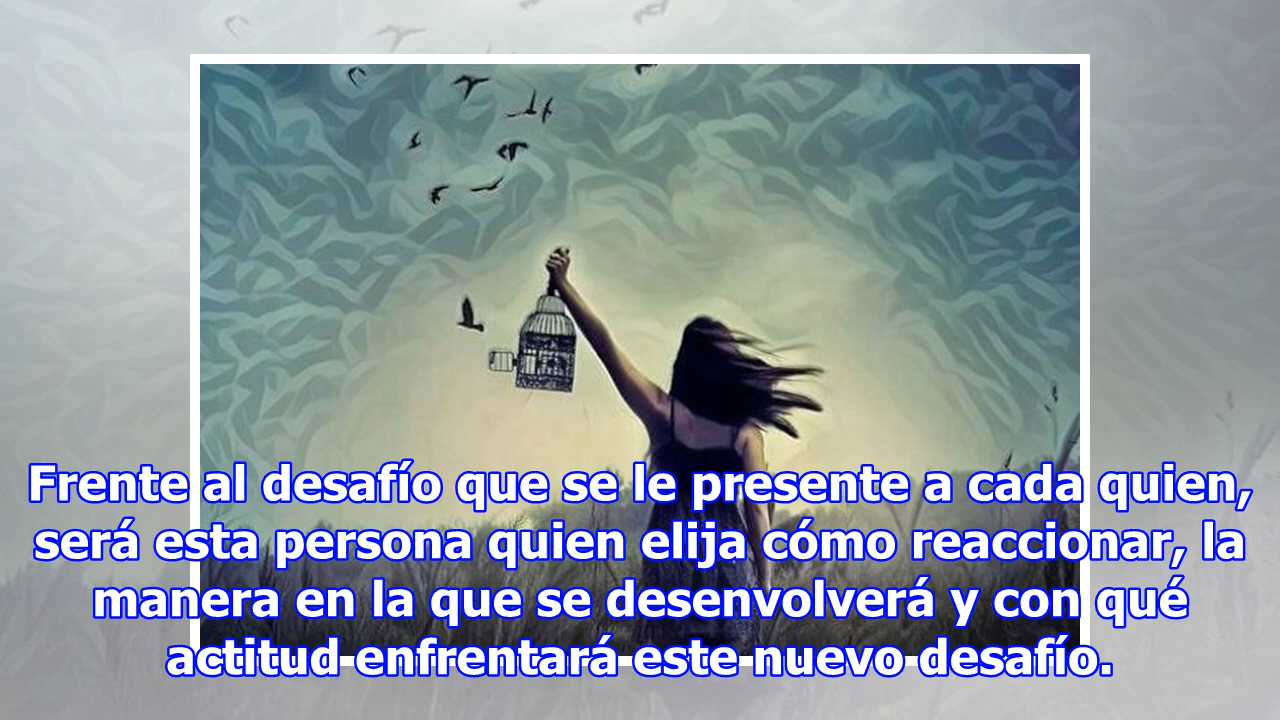 Frente al desafío que se le presente a cada quien,
será esta persona quien elija cómo reaccionar, la
manera en la que se desenvolverá y con qué
actitud enfrentará este nuevo desafío.